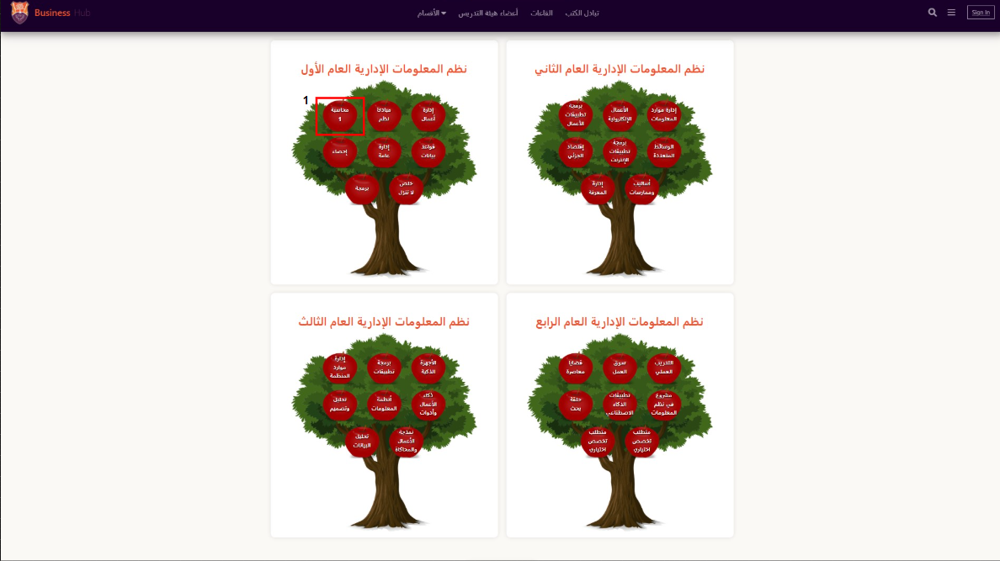 Business Hub
الأقسام
أعضاء هيئة التدريس
القاعات
تبادل الكتب
Sign In
نظم المعلومات الإدارية العام الأول
1
محاسبة
1
مبادئ
نظم
إدارة
أعمال
إحصاء
إدارة
عامة
قواعد
بيانات
برمجة
خلص
لا تنزل
نظم المعلومات الإدارية العام الثاني
برمجة
تطبيقات
الأعمال
الأعمال
الإلكترونية
إدارة موارد
المعلومات
إقتصاد
الجزئي
برمجة
تطبيقات
الإنترنت
الوسائط
المتعددة
إدارة
المعرفة
أساليب
وممارسات
نظم المعلومات الإدارية العام الثالث
إدارة
موارد
المنظمة
برمجة
تطبيقات
الأجهزة
الذكية
تحليل
وتصميم
أنظمة
المعلومات
ذكاء
الأعمال
وأدوات
تحليل
البيانات
نمذجة
الأعمال
والمحاكاة
نظم المعلومات الإدارية العام الرابع
قضايا
معاصرة
سوق
العمل
التدريب
العملي
حلقة
بحث
تطبيقات
الذكاء
الاصطناعي
مشروع
في نظم
المعلومات
متطلب
تخصص
اختياري
متطلب
تخصص
اختياري